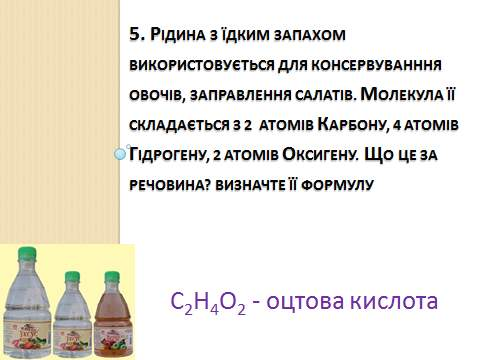 5. Рідина з їдким запахом
використовується для консервуванння
овочів, заправлення салатів. Молекула її
складається з 2 атомів Карбону, 4 атомів
Гідрогену, 2 атомів Оксигену. Що це за
речовина? визначте її формулу
C₂H₄O₂ - оцтова кислота